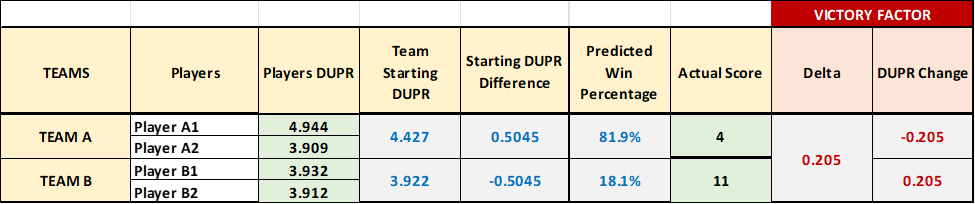 VICTORY FACTOR
TEAMS Players Players DUPR Team Starting DUPR Starting DUPR Difference Predicted Win Percentage Actual Score Delta DUPR Change
TEAM A Player A1 4.944 4.427 0.5045 81.9% 4 0.205 -0.205
Player A2 3.909
TEAM B Player B1 3.932 3.922 -0.5045 18.1% 11 0.205
Player B2 3.912